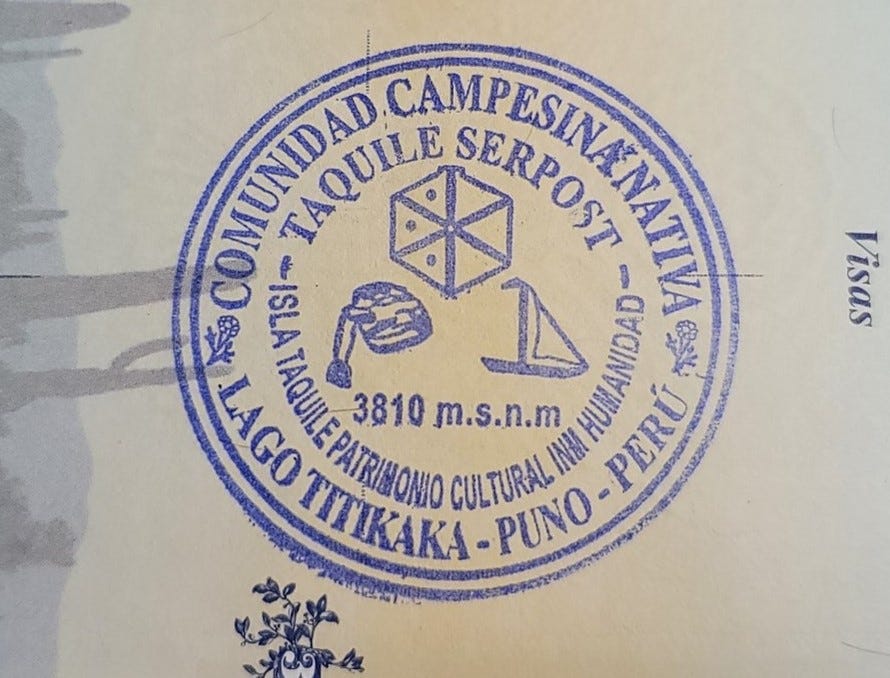 COMUNIDAD CAMPESINA NATIVA
TAQUILE SERPOST
3810 m.s.n.m
- ISLA TAQUILE PATRIMONIO CULTURAL INM HUMANIDAD -
LAGO TITIKAKA - PUNO - PERÚ
Visas